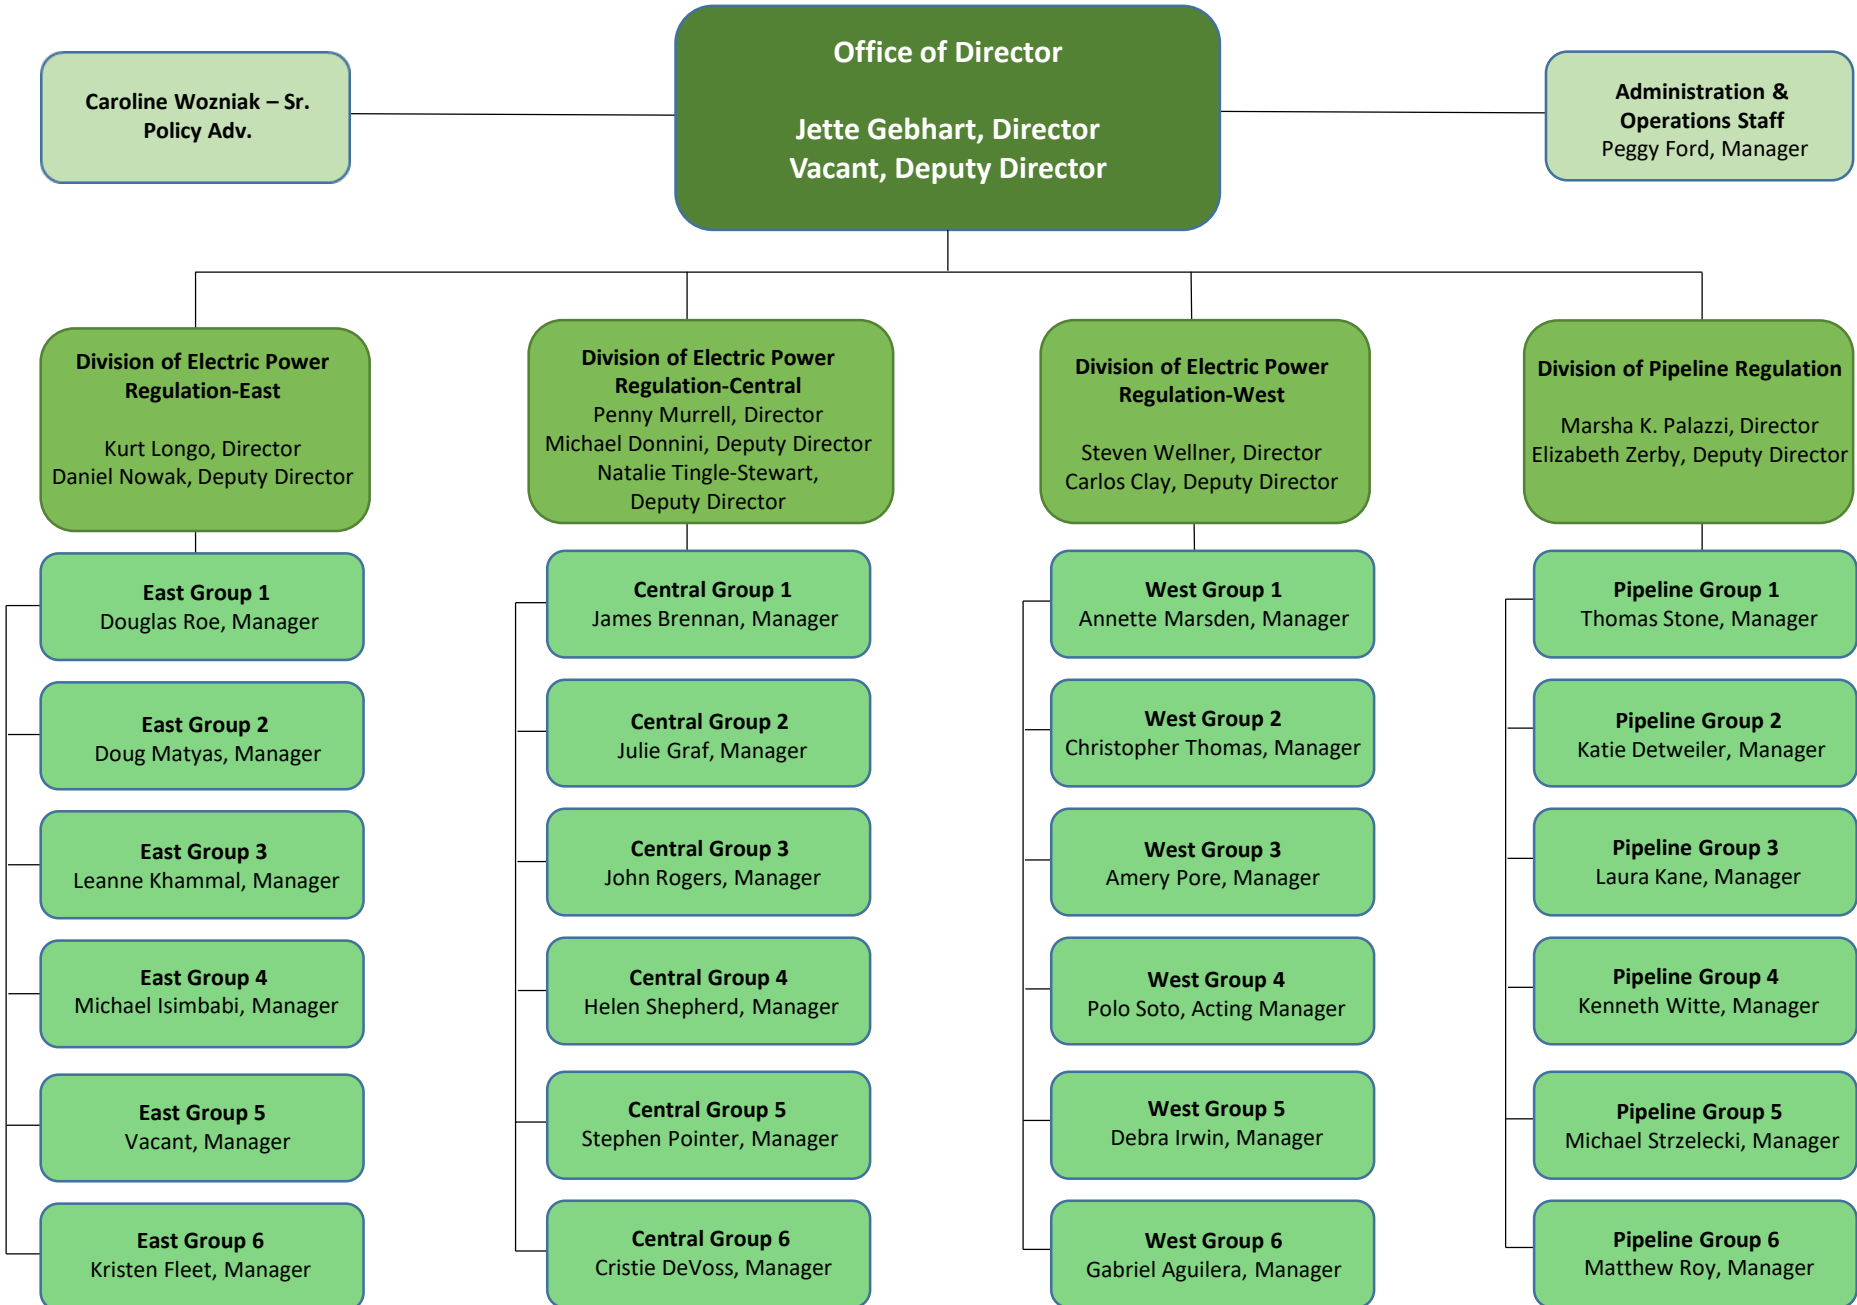 Office of Director
Jette Gebhart, Director
Vacant, Deputy Director
Caroline Wozniak – Sr.
Policy Adv.
Administration &
Operations Staff
Peggy Ford, Manager
Division of Electric Power
Regulation-East
Kurt Longo, Director
Daniel Nowak, Deputy Director
East Group 1
Douglas Roe, Manager
East Group 2
Doug Matyas, Manager
East Group 3
Leanne Khammal, Manager
East Group 4
Michael Isimbabi, Manager
East Group 5
Vacant, Manager
East Group 6
Kristen Fleet, Manager
Division of Electric Power
Regulation-Central
Penny Murrell, Director
Michael Donnini, Deputy Director
Natalie Tingle-Stewart,
Deputy Director
Central Group 1
James Brennan, Manager
Central Group 2
Julie Graf, Manager
Central Group 3
John Rogers, Manager
Central Group 4
Helen Shepherd, Manager
Central Group 5
Stephen Pointer, Manager
Central Group 6
Cristie DeVoss, Manager
Division of Electric Power
Regulation-West
Steven Wellner, Director
Carlos Clay, Deputy Director
West Group 1
Annette Marsden, Manager
West Group 2
Christopher Thomas, Manager
West Group 3
Amery Pore, Manager
West Group 4
Polo Soto, Acting Manager
West Group 5
Debra Irwin, Manager
West Group 6
Gabriel Aguilera, Manager
Division of Pipeline Regulation
Marsha K. Palazzi, Director
Elizabeth Zerby, Deputy Director
Pipeline Group 1
Thomas Stone, Manager
Pipeline Group 2
Katie Detweiler, Manager
Pipeline Group 3
Laura Kane, Manager
Pipeline Group 4
Kenneth Witte, Manager
Pipeline Group 5
Michael Strzelecki, Manager
Pipeline Group 6
Matthew Roy, Manager